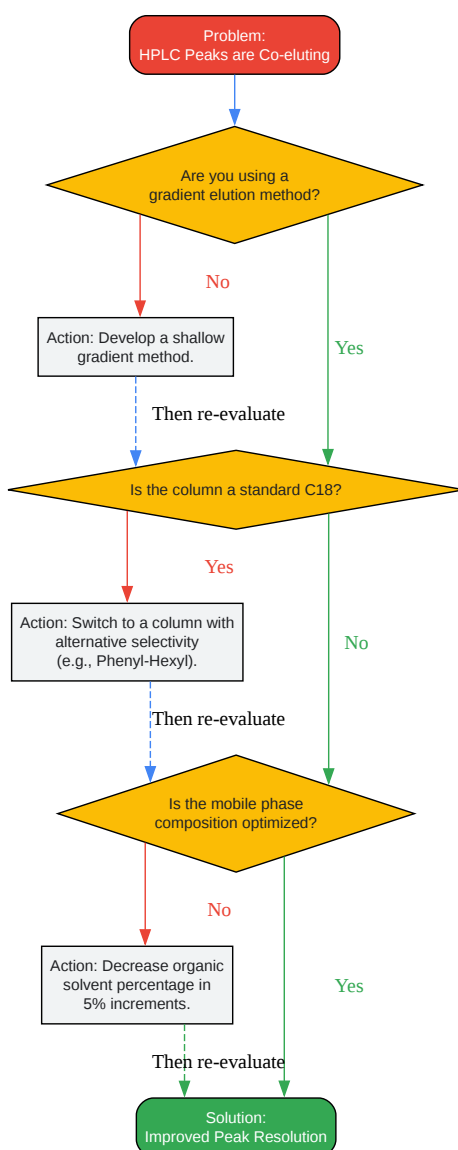 Problem:
HPLC Peaks are Co-eluting
Are you using a
gradient elution method?
No
Action: Develop a shallow
gradient method.
Yes
Then re-evaluate
Is the column a standard C18?
Yes
Action: Switch to a column with
alternative selectivity
(e.g., Phenyl-Hexyl).
No
Then re-evaluate
Is the mobile phase
composition optimized?
No
Action: Decrease organic
solvent percentage in
5% increments.
Yes
Then re-evaluate
Solution:
Improved Peak Resolution